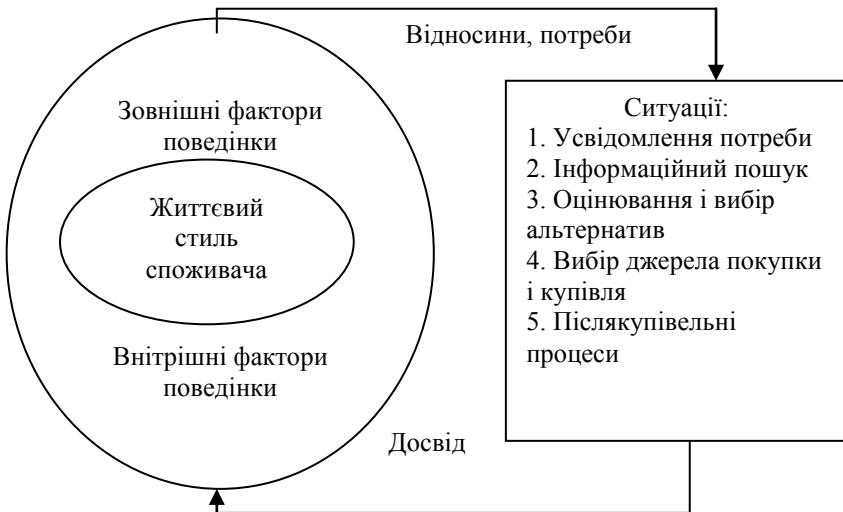 Відносини, потреби
Зовнішні фактори
поведінки
Життєвий
стиль
споживача
Внітрішні фактори
поведінки
Ситуації:
1. Усвідомлення потреби
2. Інформаційний пошук
3. Оцінювання і вибір
альтернатив
4. Вибір джерела покупки
і купівля
5. Післякупівельні
процеси
Досвід